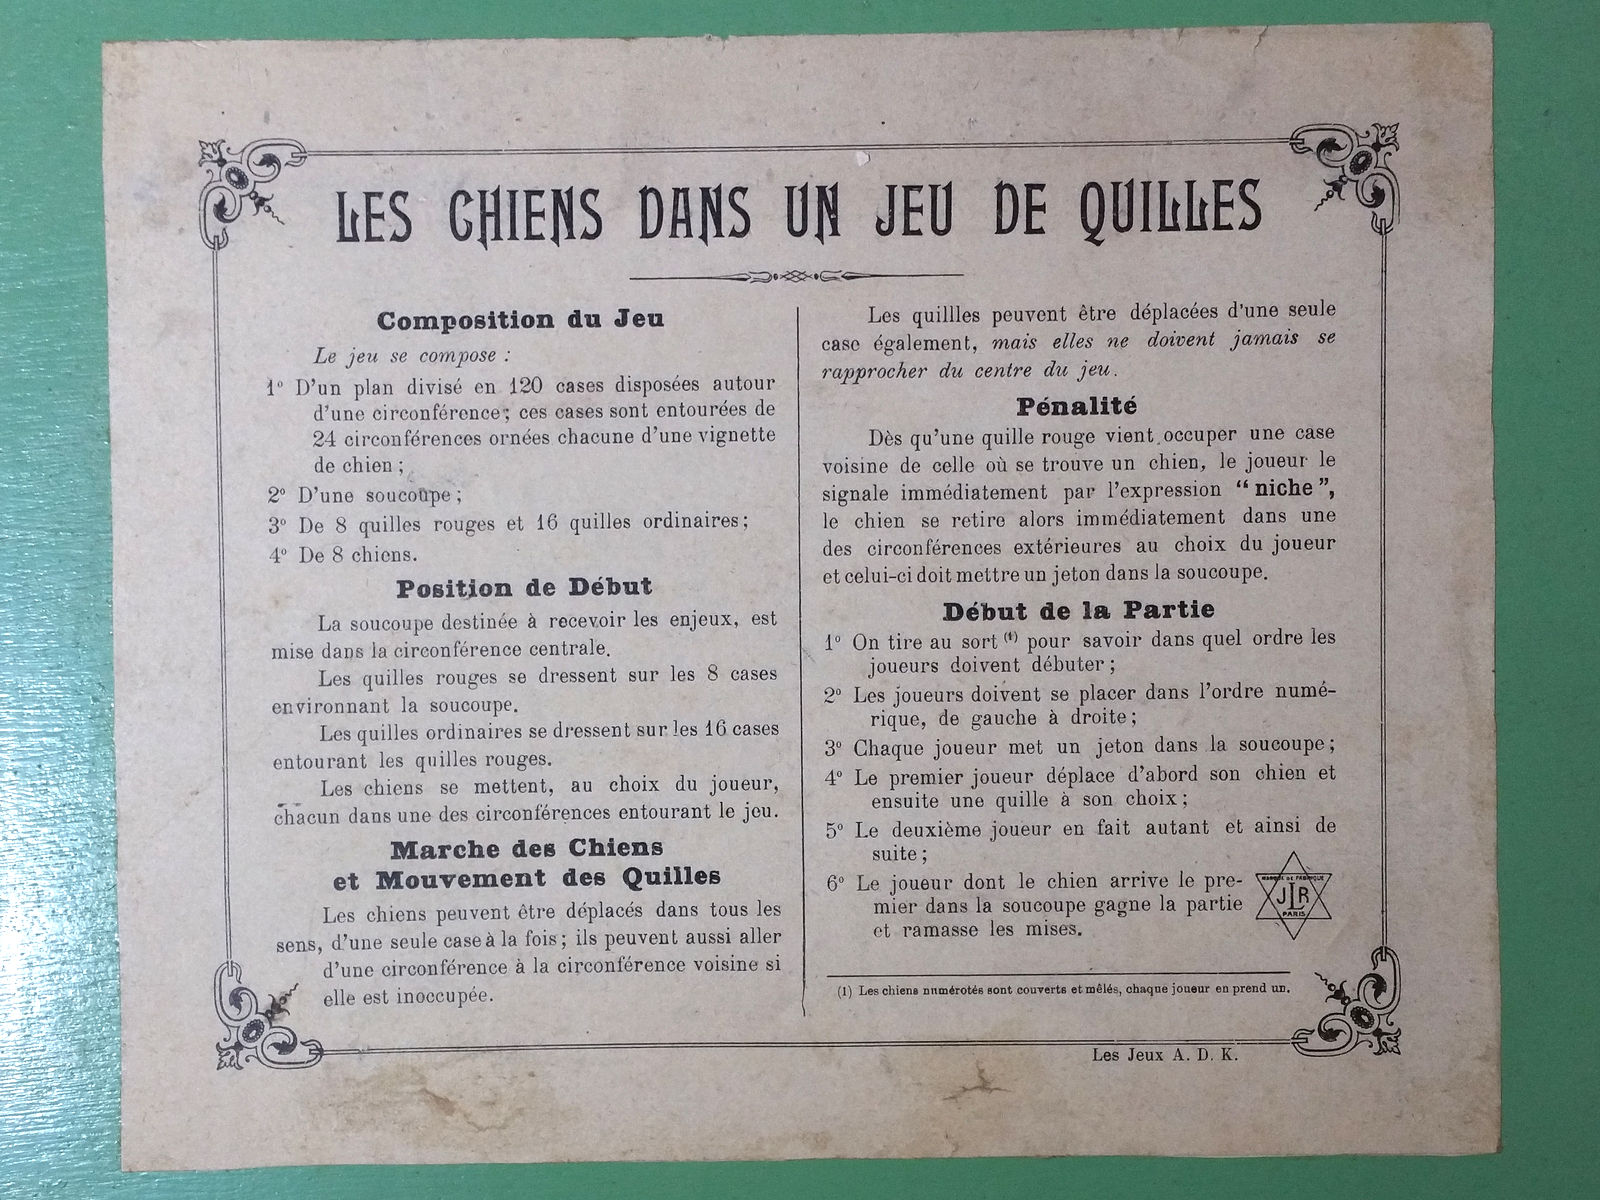 LES CHIENS DANS UN JEU DE QUILLES
Composition du Jeu
Le jeu se compose :
1° D'un plan divisé en 120 cases disposées autour
d'une circonférence; ces cases sont entourées de
24 circonférences ornées chacune d'une vignette
de chien ;
2° D'une soucoupe ;
3° De 8 quilles rouges et 16 quilles ordinaires ;
4° De 8 chiens.
Position de Début
La soucoupe destinée à recevoir les enjeux, est
mise dans la circonférence centrale.
Les quilles rouges se dressent sur les 8 cases
environnant la soucoupe.
Les quilles ordinaires se dressent sur les 16 cases
entourant les quilles rouges.
Les chiens se mettent, au choix du joueur,
chacun dans une des circonférences entourant le jeu.
Marche des Chiens
et Mouvement des Quilles
Les chiens peuvent être déplacés dans tous les
sens, d'une seule case à la fois ; ils peuvent aussi aller
d'une circonférence à la circonférence voisine si
elle est inoccupée.
Les quillles peuvent être déplacées d'une seule
case également, mais elles ne doivent jamais se
rapprocher du centre du jeu.
Pénalité
Dès qu'une quille rouge vient occuper une case
voisine de celle où se trouve un chien, le joueur le
signale immédiatement par l'expression " niche ",
le chien se retire alors immédiatement dans une
des circonférences extérieures au choix du joueur
et celui-ci doit mettre un jeton dans la soucoupe.
Début de la Partie
1° On tire au sort (1) pour savoir dans quel ordre les
joueurs doivent débuter ;
2° Les joueurs doivent se placer dans l'ordre numé-
rique, de gauche à droite ;
3° Chaque joueur met un jeton dans la soucoupe ;
4° Le premier joueur déplace d'abord son chien et
ensuite une quille à son choix ;
5° Le deuxième joueur en fait autant et ainsi de
suite ;
6° Le joueur dont le chien arrive le pre-
mier dans la soucoupe gagne la partie
et ramasse les mises.
MARQUE DE FABRIQUE
JLR
PARIS
(1) Les chiens numérotés sont couverts et mêlés, chaque joueur en prend un.
Les Jeux A. D. K.